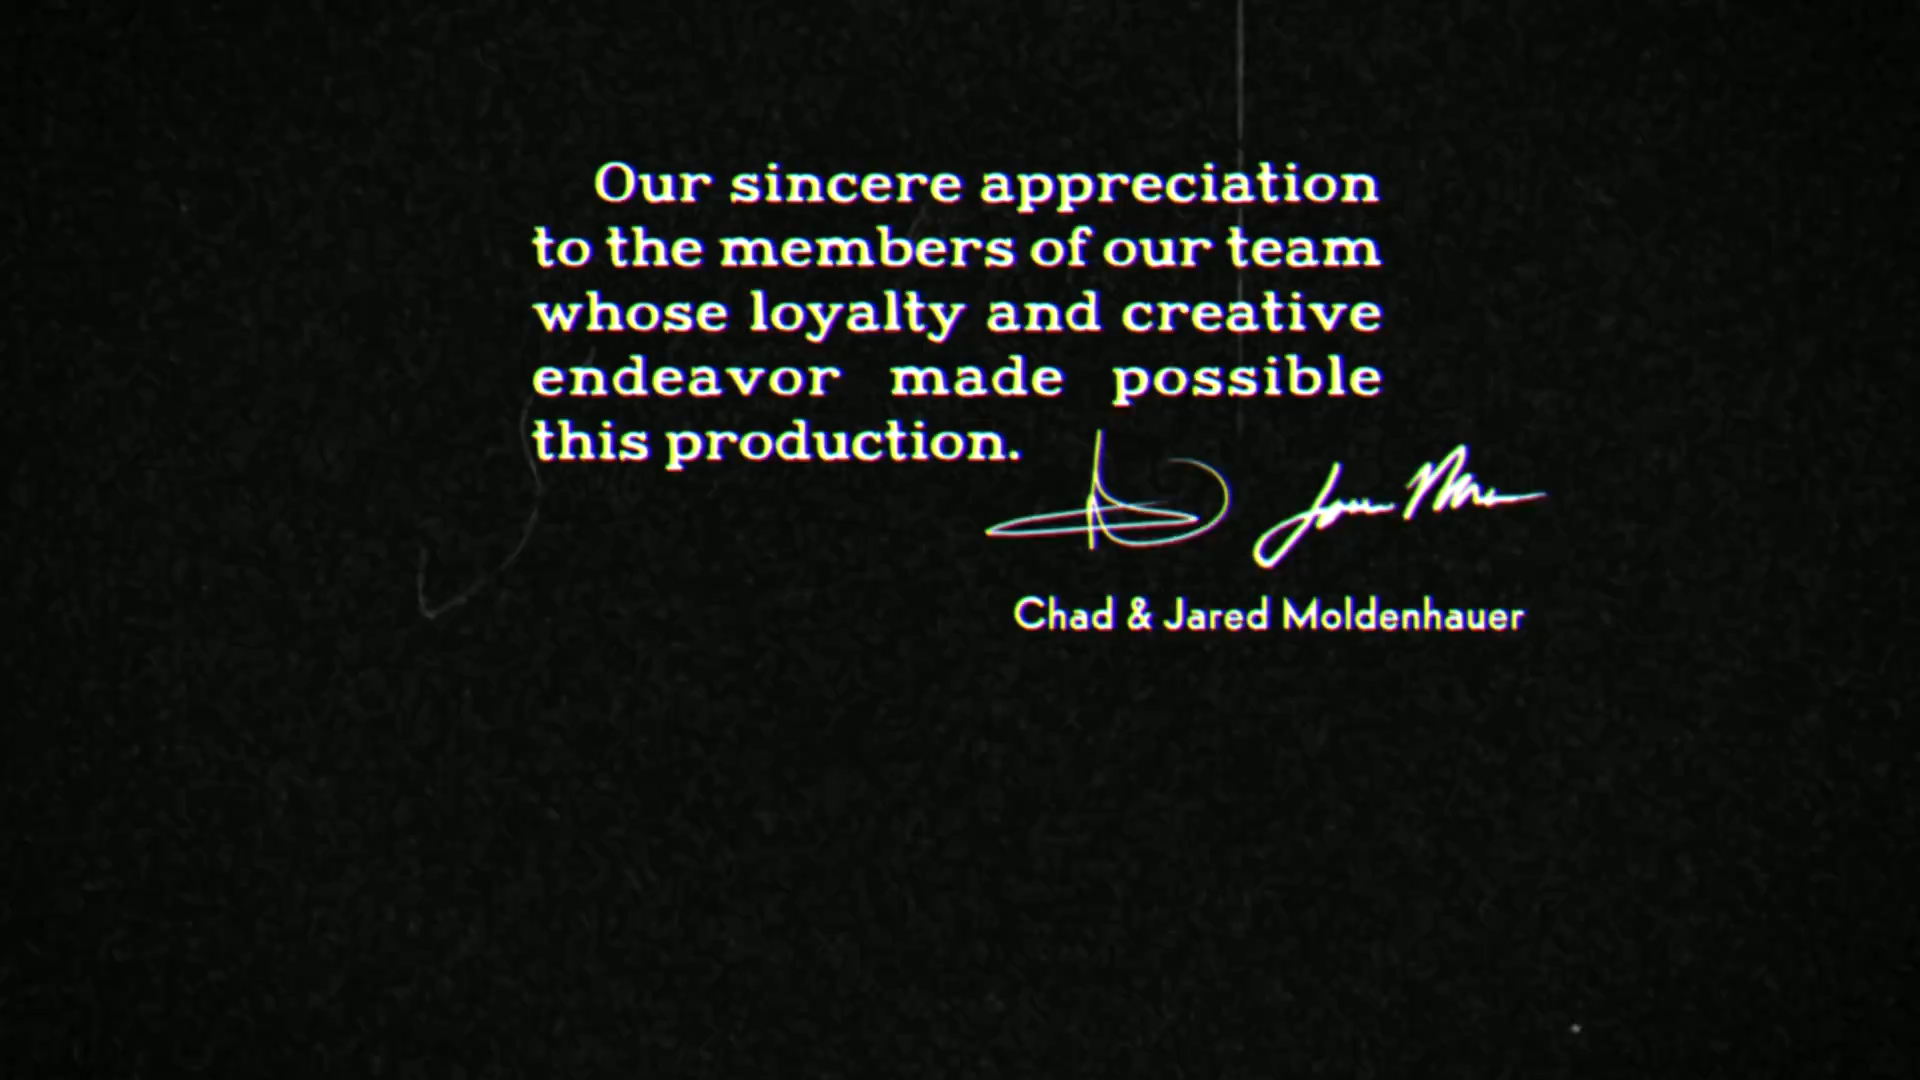 Our sincere appreciation
to the members of our team
whose loyalty and creative
endeavor made possible
this production.
Chad & Jared Moldenhauer